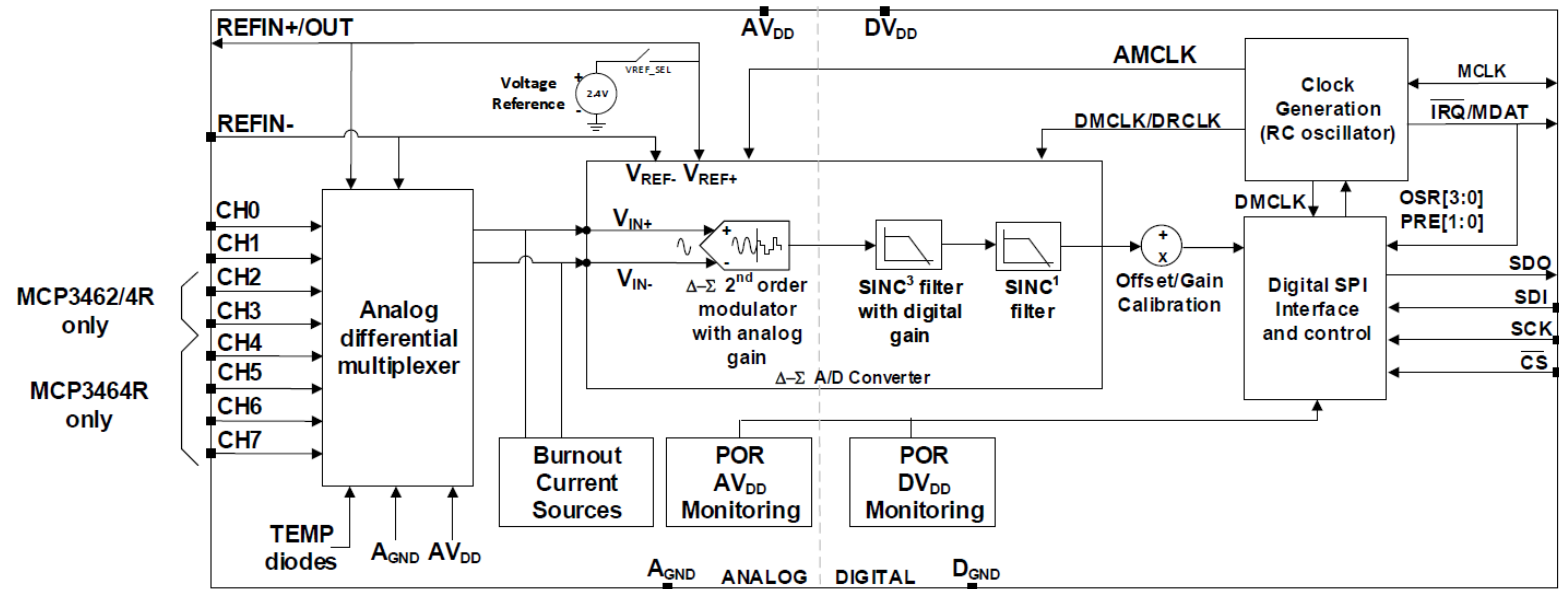 REFIN+/OUT
AVDD
DVDD
AMCLK
Clock
Generation
(RC oscillator)
MCLK
IRQ/MDAT
Voltage
Reference
+
2.4V
-
VREF_SEL
REFIN-
DMCLK/DRCLK
VREF- VREF+
DMCLK
OSR[3:0]
PRE[1:0]
CH0
CH1
CH2
CH3
CH4
CH5
CH6
CH7
MCP3462/4R
only
MCP3464R
only
Analog
differential
multiplexer
VIN+
VIN-
+
-
Δ–Σ 2nd order
modulator
with analog
gain
SINC3 filter
with digital
gain
SINC1
filter
Δ–Σ A/D Converter
+
x
Offset/Gain
Calibration
Digital SPI
Interface
and control
SDO
SDI
SCK
CS
Burnout
Current
Sources
POR
AVDD
Monitoring
POR
DVDD
Monitoring
TEMP
diodes
AGND
AVDD
AGND
ANALOG
DIGITAL
DGND